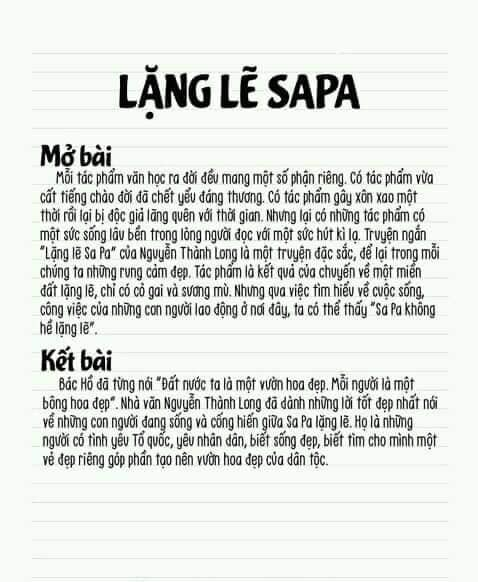 LẶNG LẼ SAPA
Mở bài
Mỗi tác phẩm văn học ra đời đều mang một số phận riêng. Có tác phẩm vừa
cất tiếng chào đời đã chết yểu đáng thương. Có tác phẩm gây xôn xao một
thời rồi lại bị độc giả lãng quên với thời gian. Nhưng lại có những tác phẩm có
một sức sống lâu bền trong lòng người đọc với một sức hút kì lạ. Truyện ngắn
"Lặng lẽ Sa Pa" của Nguyễn Thành Long là một truyện đặc sắc, để lại trong mỗi
chúng ta những rung cảm đẹp. Tác phẩm là kết quả của chuyến về một miền
đất lặng lẽ, chỉ có cỏ gai và sương mù. Nhưng qua việc tìm hiểu về cuộc sống,
công việc của những con người lao động ở nơi đây, ta có thể thấy "Sa Pa không
hề lặng lẽ".
Kết bài
Bác Hồ đã từng nói "Đất nước ta là một vườn hoa đẹp. Mỗi người là một
bông hoa đẹp". Nhà văn Nguyễn Thành Long đã dành những lời tốt đẹp nhất nói
về những con người đang sống và cống hiến giữa Sa Pa lặng lẽ. Họ là những
người có tình yêu Tổ quốc, yêu nhân dân, biết sống đẹp, biết tìm cho mình một
vẻ đẹp riêng góp phần tạo nên vườn hoa đẹp của dân tộc.